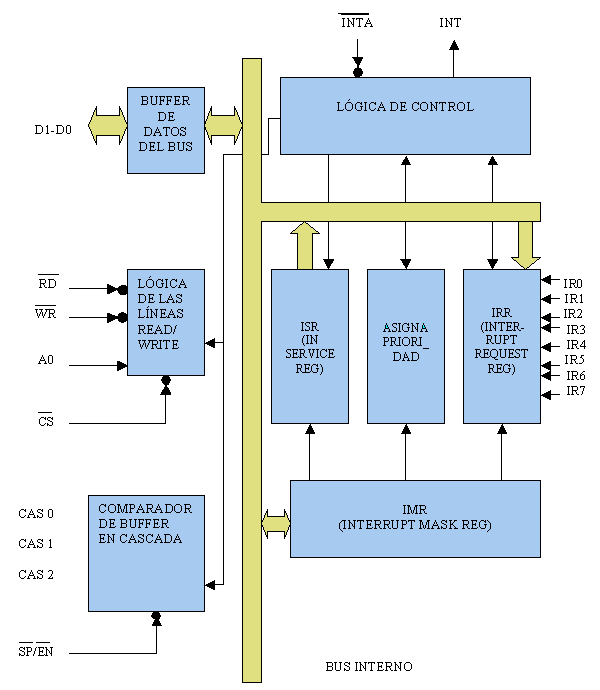 INTA
INT
BUFFER
DE
DATOS
DEL BUS
LÓGICA DE CONTROL
D1-D0
RD
WR
A0
CS
LÓGICA
DE LAS
LÍNEAS
READ/
WRITE
ISR
(IN
SERVICE
REG)
ASIGNA
PRIORI_
DAD
IRR
(INTER-
RUPT
REQUEST
REG)
IR0
IR1
IR2
IR3
IR4
IR5
IR6
IR7
CAS 0
CAS 1
CAS 2
COMPARADOR
DE BUFFER
EN CASCADA
IMR
(INTERRUPT MASK REG)
SP/EN
BUS INTERNO